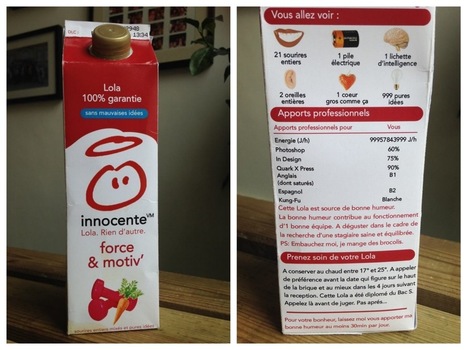 13:34
Lola
100% garantie
sans mauvaises idées
innocente
Lola. Rien d'autre.
force
& motiv'
Vous allez voir :
21 sourires
entiers
1 pile
électrique
1 lichette
d'intelligence
2 oreilles
entières
1 coeur
gros comme ça
999 pures
idées
Apports professionnels
Apports professionnels pour Vous
Energie (J/h) 99957843999 J/h
Photoshop 60%
In Design 75%
Quark X Press 90%
Anglais B1
(dont saturés)
Espagnol B2
Kung-Fu Blanche
Cette Lola est source de bonne humeur.
La bonne humeur contribue au fonctionnement
d'1 bonne équipe. A déguster dans le cadre de
la recherche d'une stagiaire saine et équilibrée.
PS: Embauchez moi, je mange des brocolis.
Prenez soin de votre Lola
A conserver au chaud entre 17° et 25°. A appeler
de préférence avant la date qui figure sur le haut
de la brique et au mieux dans les 4 jours suivant
la reception. Cette Lola a été diplomé du Bac S.
Appelez là avant de juger. Pas après...
Pour votre bonheur, laissez moi vous apporter ma
bonne humeur au moins 30min par jour.